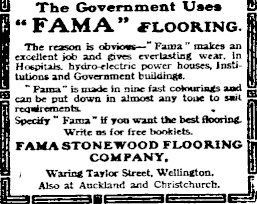 The Government Uses
"FAMA" FLOORING.
The reason is obvious—"Fama" makes an
excellent job and gives everlasting wear. In
Hospitals, hydro-electric power houses, Insti-
tutions and Government buildings.
"Fama" is made in nine fast colourings and
can be put down in almost any tone to suit
requirements.
Specify "Fama" if you want the best flooring.
Write us for free booklets.
FAMA STONEWOOD FLOORING
COMPANY,
Waring Taylor Street, Wellington.
Also at Auckland and Christchurch.